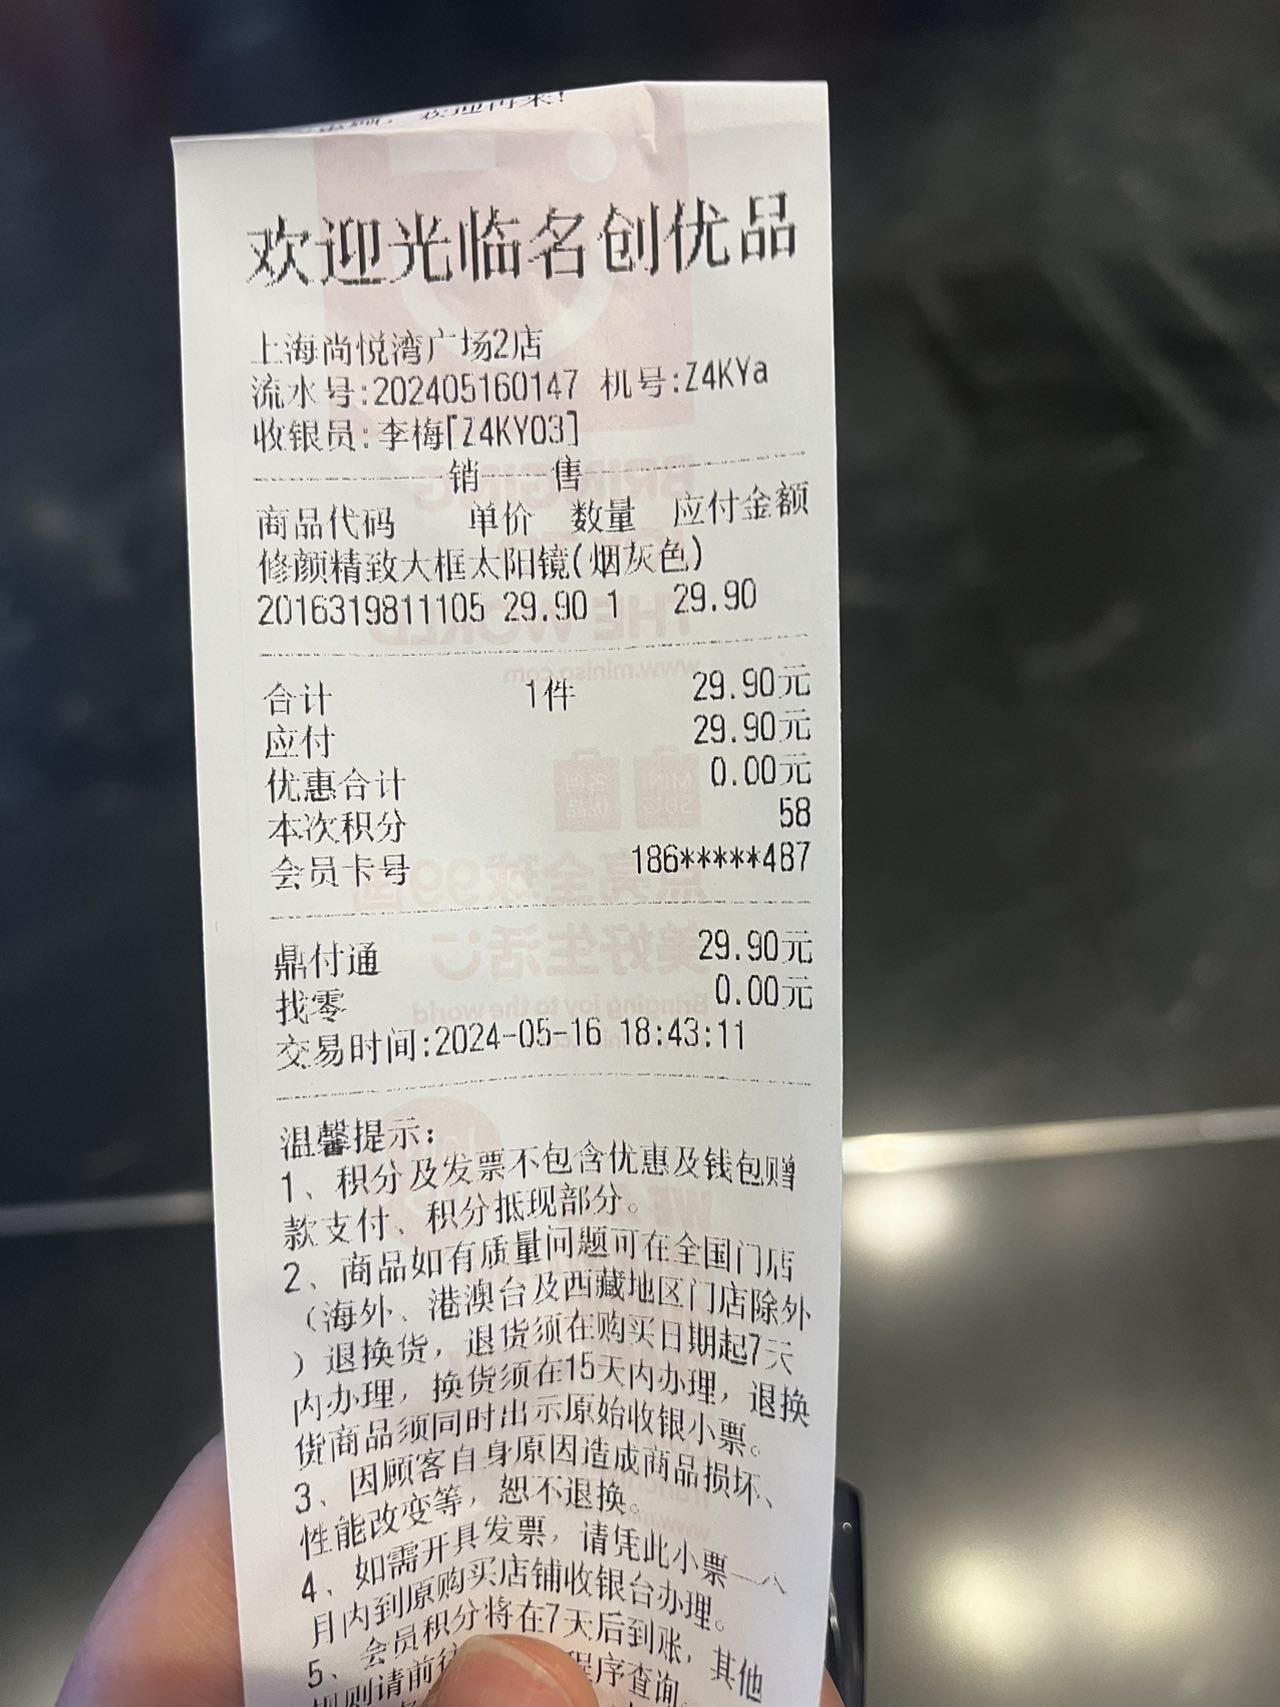 欢迎再来!
欢迎光临名创优品
上海尚悦湾广场2店
流水号:202405160147 机号:Z4KYa
收银员:李梅[Z4KY03]
销 售
商品代码 单价 数量 应付金额
修颜精致大框太阳镜(烟灰色)
2016319811105 29.90 1 29.90
合计 1件 29.90元
应付 29.90元
优惠合计 0.00元
本次积分 58
会员卡号 186*****487
鼎付通 29.90元
找零 0.00元
交易时间:2024-05-16 18:43:11
温馨提示:
1、积分及发票不包含优惠及钱包赠
款支付、积分抵现部分。
2、商品如有质量问题可在全国门店
(海外、港澳台及西藏地区门店除外
)退换货,退货须在购买日期起7天
内办理,换货须在15天内办理,退换
货商品须同时出示原始收银小票。
3、因顾客自身原因造成商品损坏、
性能改变等,恕不退换。
4、如需开具发票,请凭此小票一个
月内到原购买店铺收银台办理。
5、会员积分将在7天后到账,其他
规则请前往 程序查询